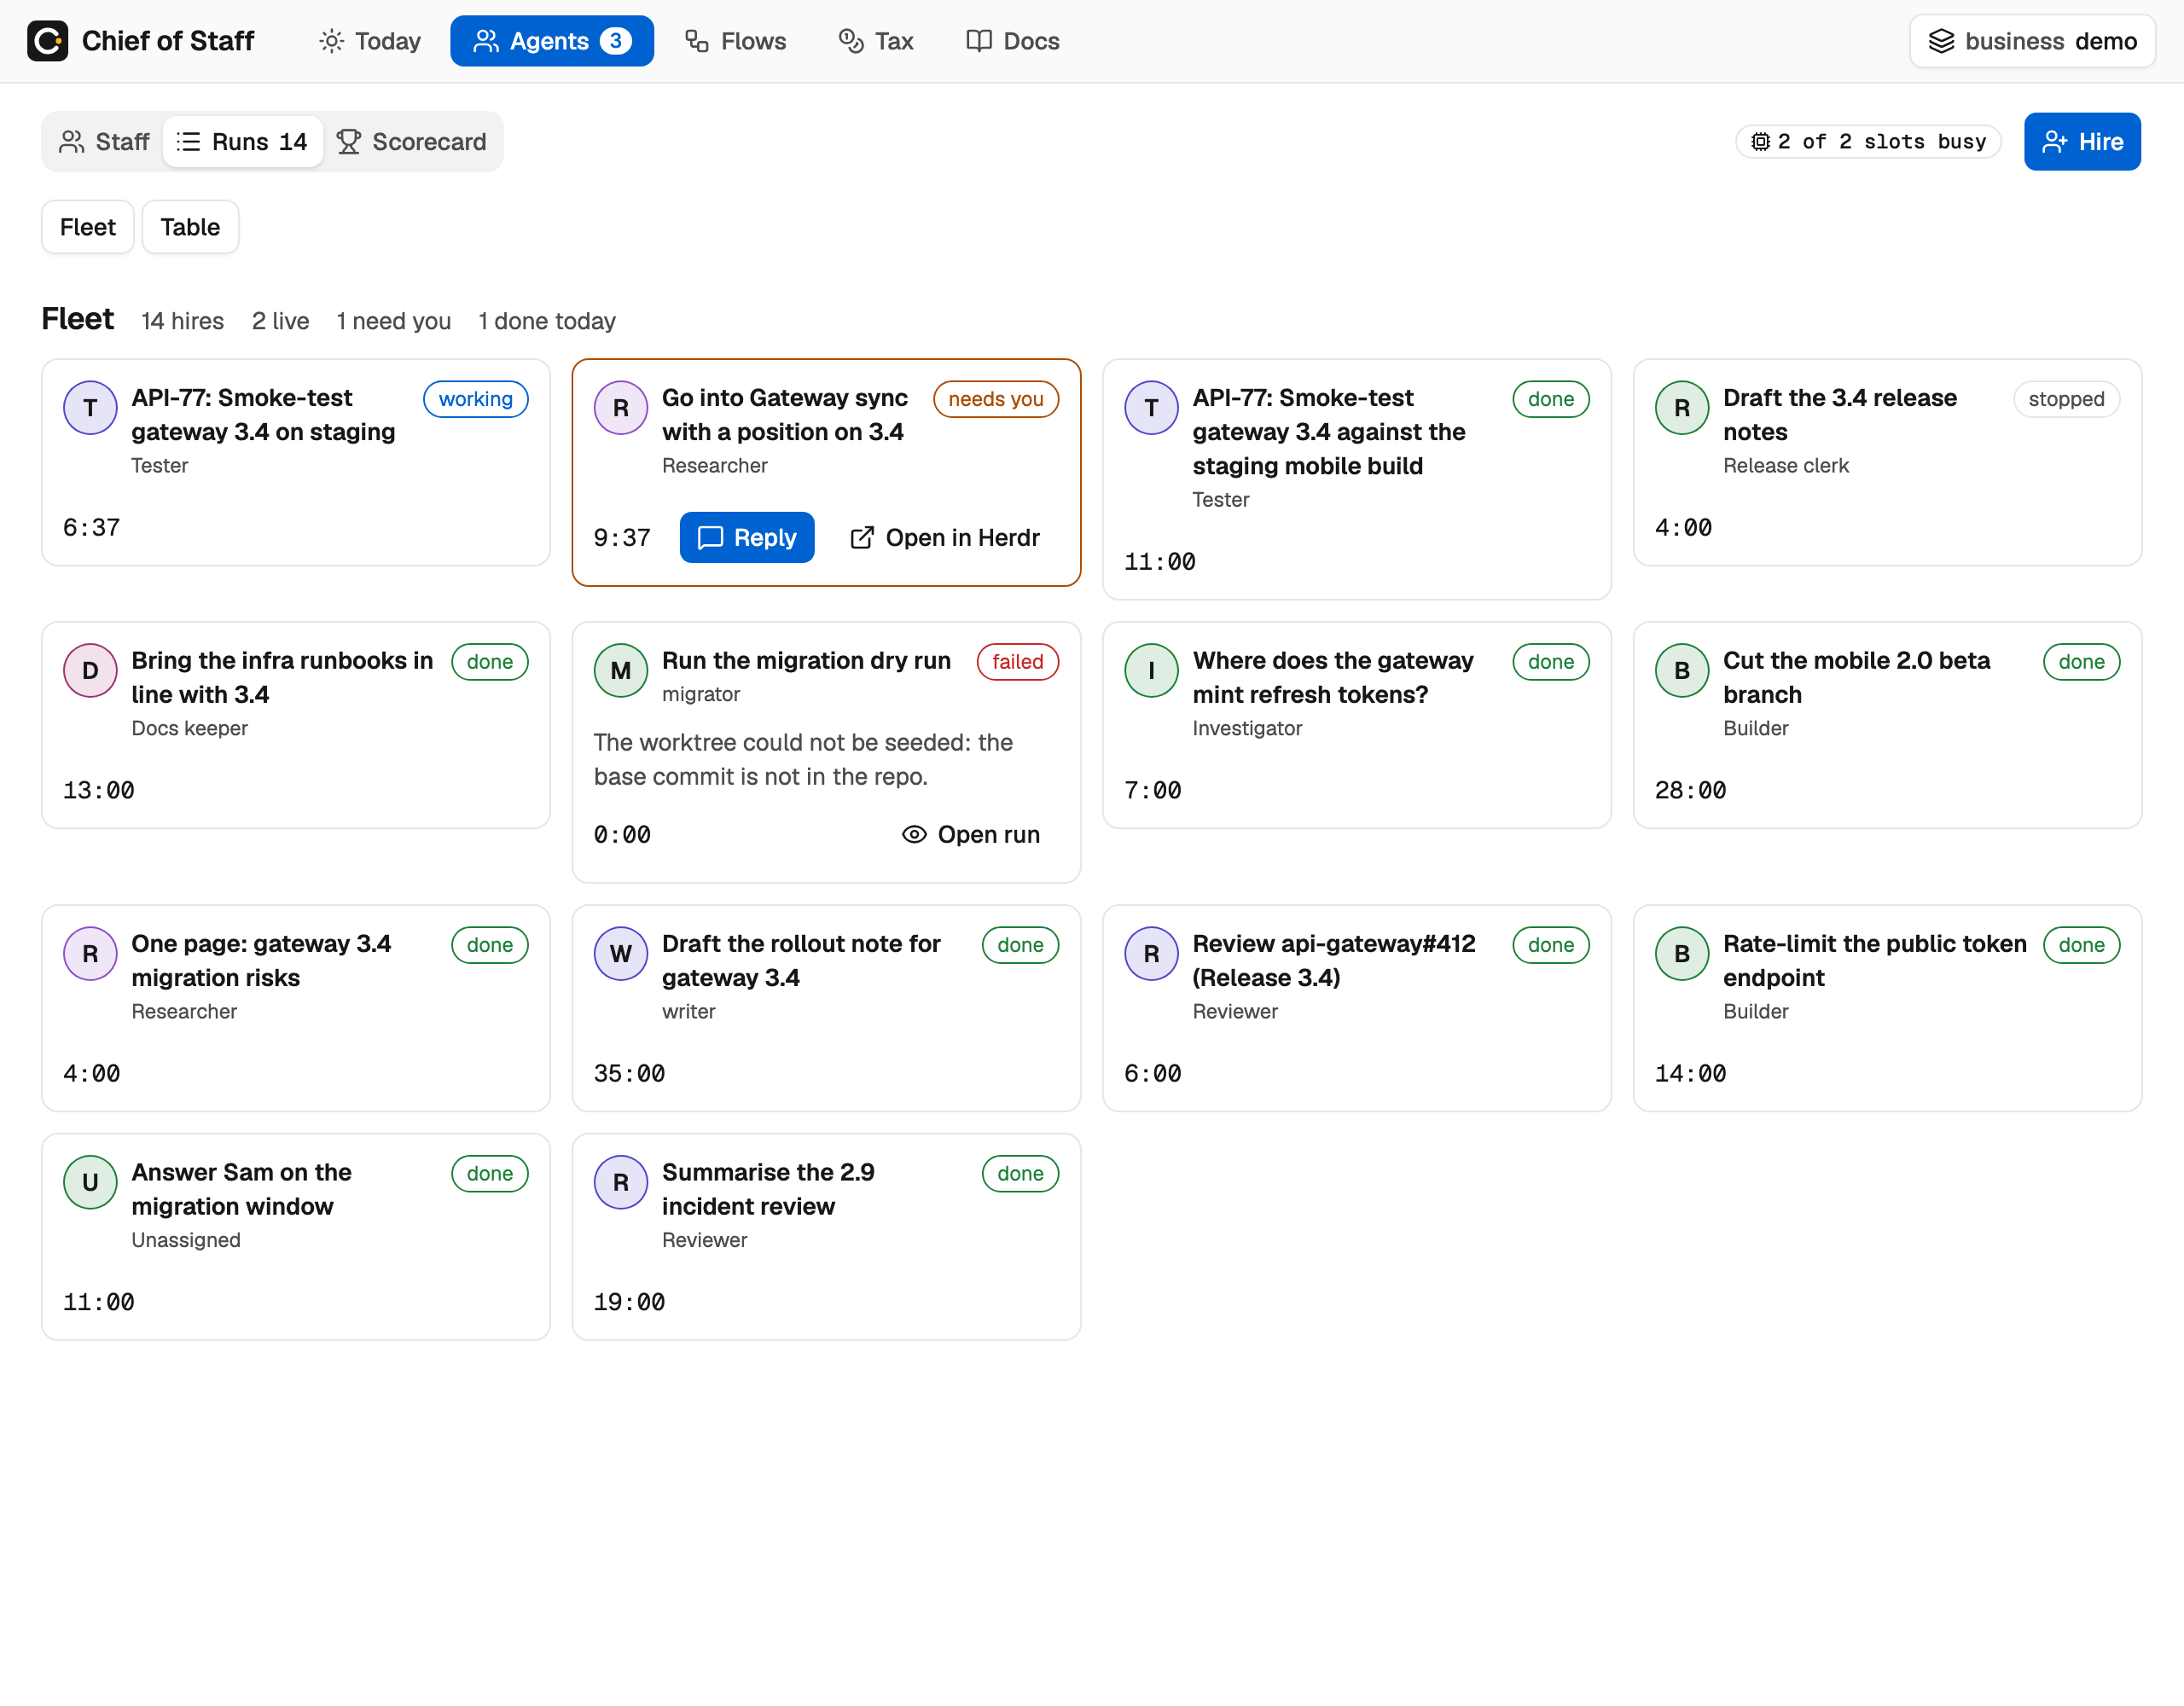 Chief of Staff
Today
Agents 3
Flows
Tax
Docs
business demo
Staff
Runs 14
Scorecard
2 of 2 slots busy
Hire
Fleet
Table
Fleet 14 hires 2 live 1 need you 1 done today
T
API-77: Smoke-test
gateway 3.4 on staging
Tester
working
6:37
R
Go into Gateway sync
with a position on 3.4
Researcher
needs you
9:37
Reply
Open in Herdr
T
API-77: Smoke-test
gateway 3.4 against the
staging mobile build
Tester
done
11:00
R
Draft the 3.4 release
notes
Release clerk
stopped
4:00
D
Bring the infra runbooks in
line with 3.4
Docs keeper
done
13:00
M
Run the migration dry run
migrator
failed
The worktree could not be seeded: the
base commit is not in the repo.
0:00
Open run
I
Where does the gateway
mint refresh tokens?
Investigator
done
7:00
B
Cut the mobile 2.0 beta
branch
Builder
done
28:00
R
One page: gateway 3.4
migration risks
Researcher
done
4:00
W
Draft the rollout note for
gateway 3.4
writer
done
35:00
R
Review api-gateway#412
(Release 3.4)
Reviewer
done
6:00
B
Rate-limit the public token
endpoint
Builder
done
14:00
U
Answer Sam on the
migration window
Unassigned
done
11:00
R
Summarise the 2.9
incident review
Reviewer
done
19:00